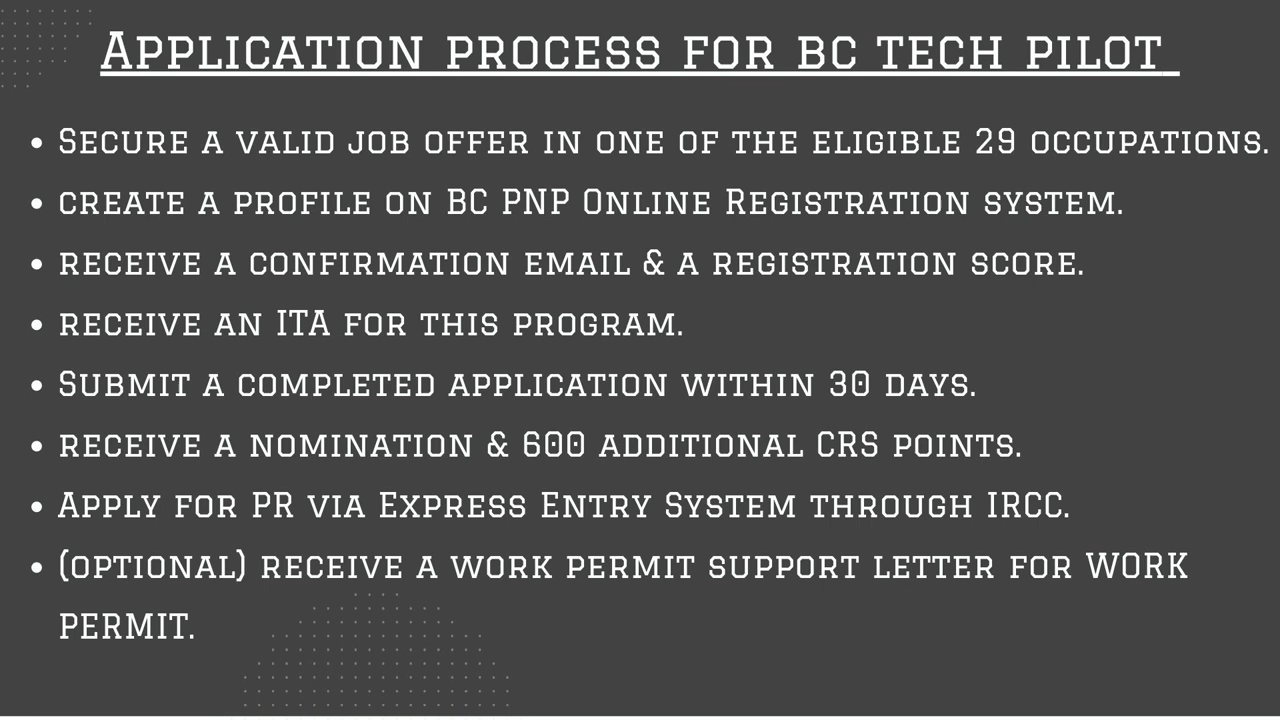 Application process for bc tech pilot
• Secure a valid job offer in one of the eligible 29 occupations.
• create a profile on BC PNP Online Registration system.
• receive a confirmation email & a registration score.
• receive an ITA for this program.
• Submit a completed application within 30 days.
• receive a nomination & 600 additional CRS points.
• Apply for PR via Express Entry System through IRCC.
• (optional) receive a work permit support letter for WORK
PERMIT.